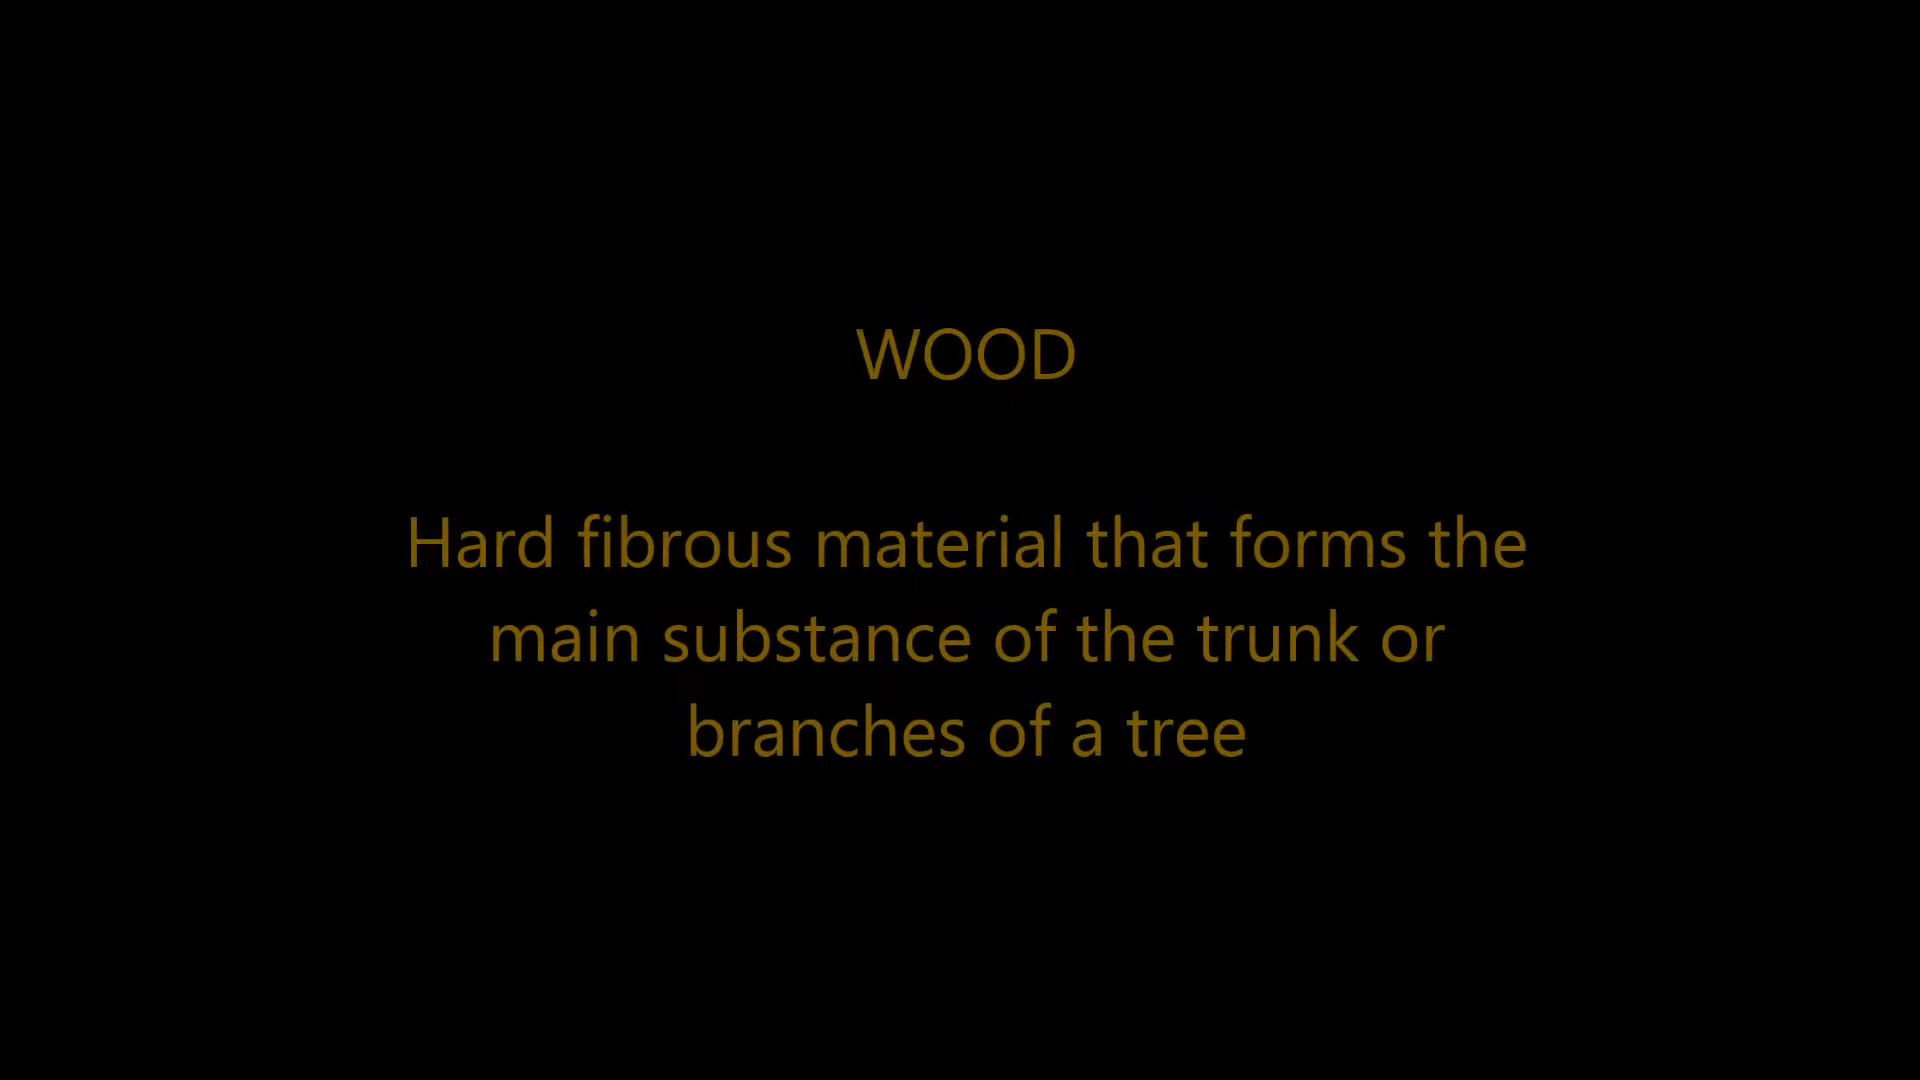 WOOD
Hard fibrous material that forms the
main substance of the trunk or
branches of a tree